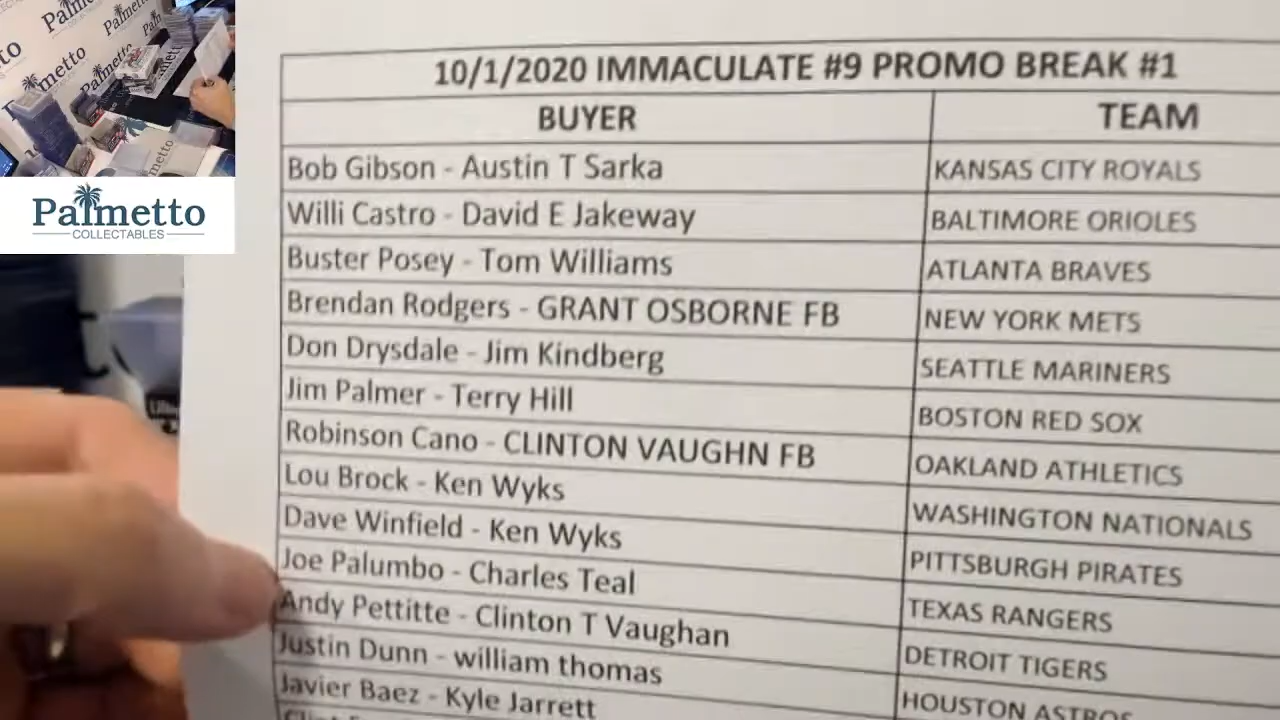 Palmetto
COLLECTABLES
10/1/2020 IMMACULATE #9 PROMO BREAK #1
BUYER TEAM
Bob Gibson - Austin T Sarka KANSAS CITY ROYALS
Willi Castro - David E Jakeway BALTIMORE ORIOLES
Buster Posey - Tom Williams ATLANTA BRAVES
Brendan Rodgers - GRANT OSBORNE FB NEW YORK METS
Don Drysdale - Jim Kindberg SEATTLE MARINERS
Jim Palmer - Terry Hill BOSTON RED SOX
Robinson Cano - CLINTON VAUGHN FB OAKLAND ATHLETICS
Lou Brock - Ken Wyks WASHINGTON NATIONALS
Dave Winfield - Ken Wyks PITTSBURGH PIRATES
Joe Palumbo - Charles Teal TEXAS RANGERS
Andy Pettitte - Clinton T Vaughan DETROIT TIGERS
Justin Dunn - william thomas HOUSTON ASTROS
Javier Baez - Kyle Jarrett